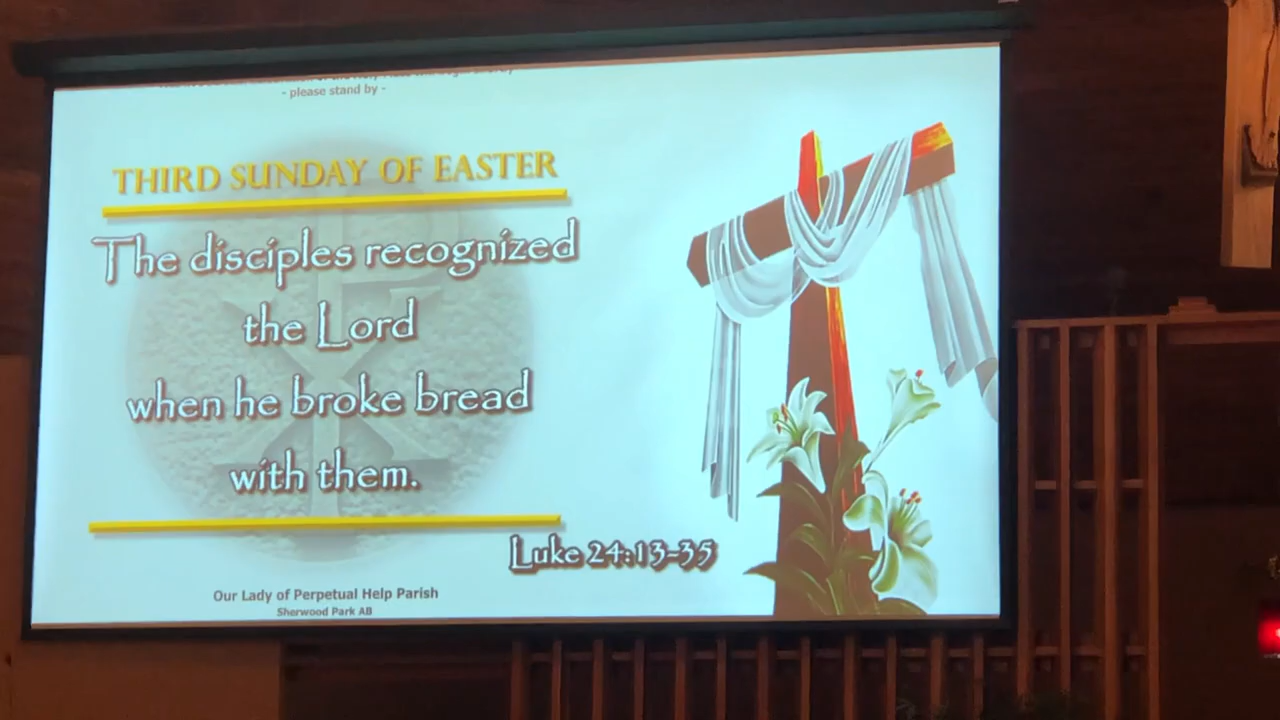 - please stand by -
THIRD SUNDAY OF EASTER
The disciples recognized
the Lord
when he broke bread
with them.
Luke 24:13-35
Our Lady of Perpetual Help Parish
Sherwood Park AB